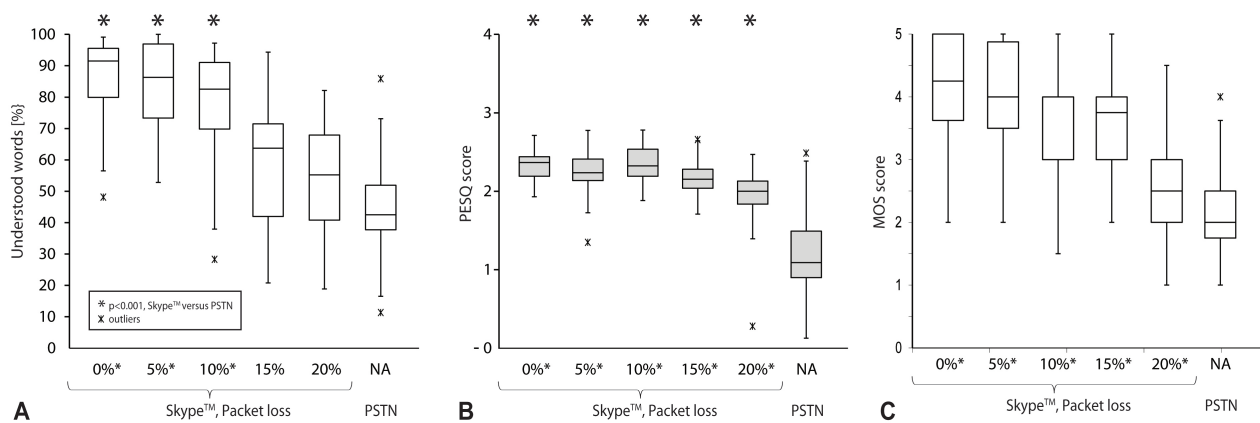 * * *
100
90
80
70
60
50
40
30
20
10
0
Understood words [%}
* p<0.001, Skype™ versus PSTN
x outliers
0%* 5%* 10%* 15% 20% NA
A Skype™, Packet loss PSTN
* * * * *
4
3
2
1
- 0
PESQ score
0%* 5%* 10%* 15%* 20%* NA
B Skype™, Packet loss PSTN
5
4
3
2
1
0
MOS score
0%* 5%* 10%* 15%* 20%* NA
C Skype™, Packet loss PSTN